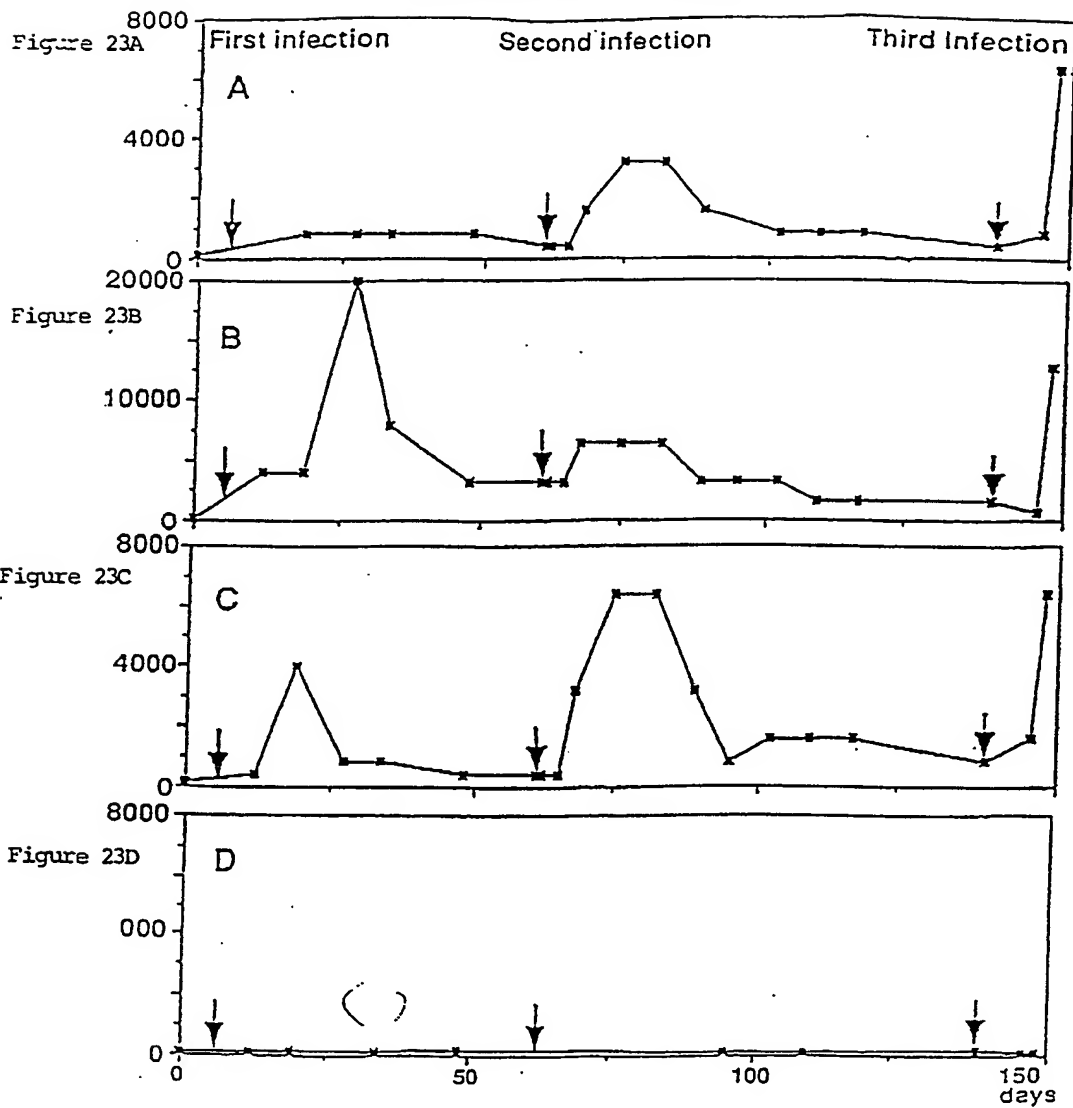 Figure 23A
First infection Second infection Third Infection
8000
A
4000
0
Figure 23B
20000
B
10000
0
Figure 23C
8000
C
4000
0
Figure 23D
8000
D
000
0
0 50 100 150
days